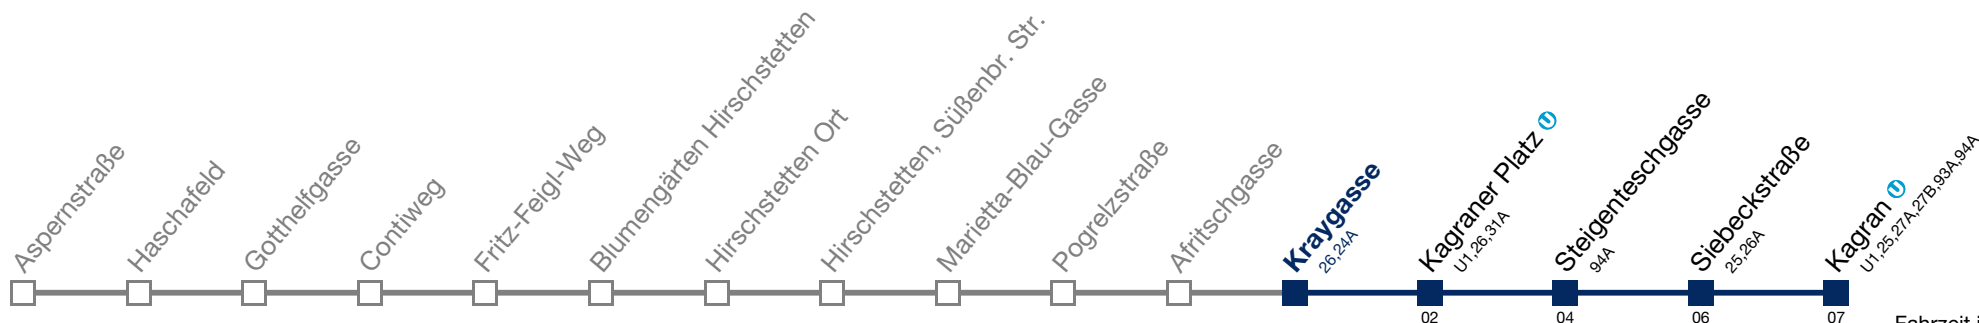 Aspernstraße
Haschafeld
Gotthelfgasse
Contiweg
Fritz-Feigl-Weg
Blumengärten Hirschstetten
Hirschstetten Ort
Hirschstetten, Süßenbr. Str.
Marietta-Blau-Gasse
Pogrelzstraße
Afritschgasse
Kraygasse
26,24A
Kagraner Platz U
U1,26,31A
02
Steigenteschgasse
94A
04
Siebeckstraße
25,26A
06
Kagran U
U1,25,27A,27B,93A,94A
07
Fahrzeit